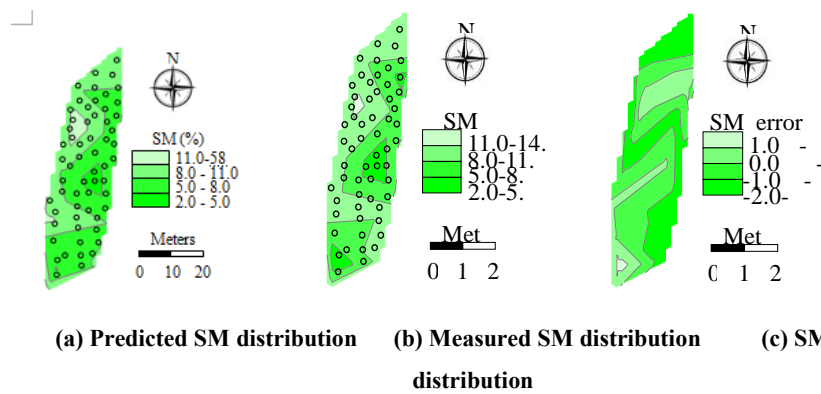 N
SM (%)
11.0-58
8.0 - 11.0
5.0 - 8.0
2.0 - 5.0
Meters
0 10 20
N
SM
11.0-14.
8.0-11.
5.0-8.
2.0-5.
Met
0 1 2
N
SM error
1.0 -
0.0 -
-1.0 -
-2.0-
Met
0 1 2
(a) Predicted SM distribution (b) Measured SM distribution (c) SM
distribution